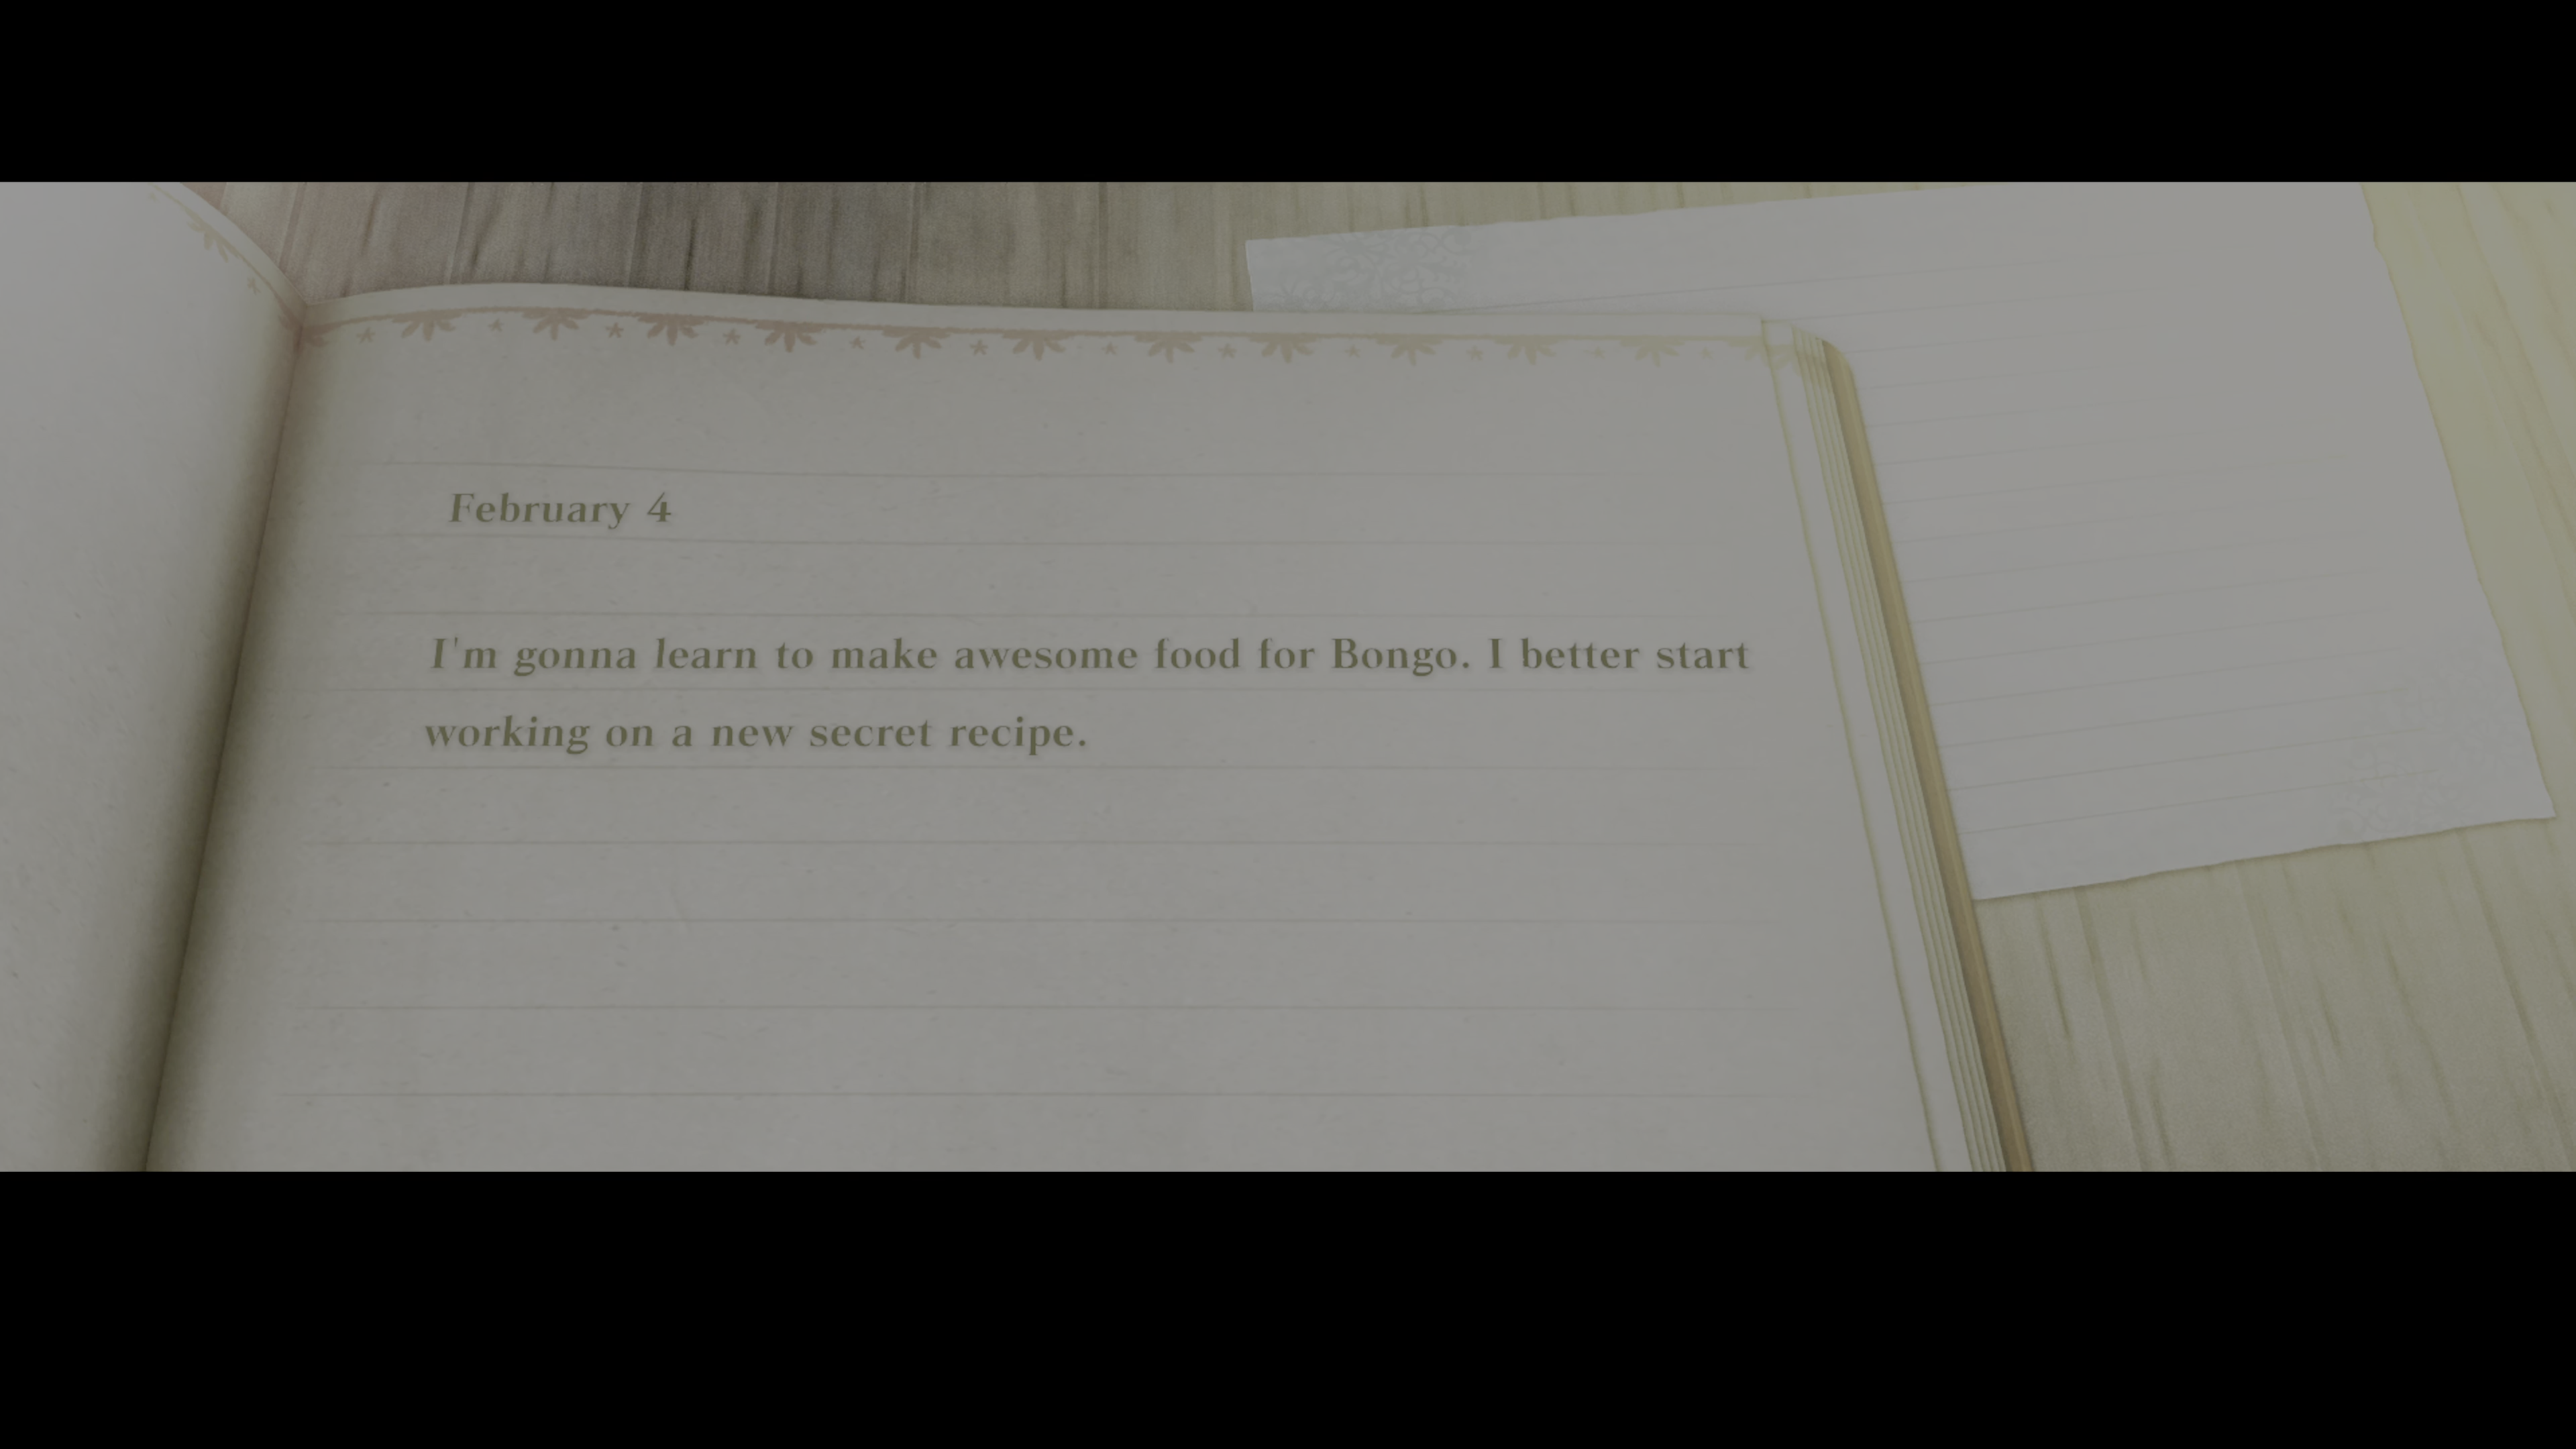 February 4
I'm gonna learn to make awesome food for Bongo. I better start
working on a new secret recipe.